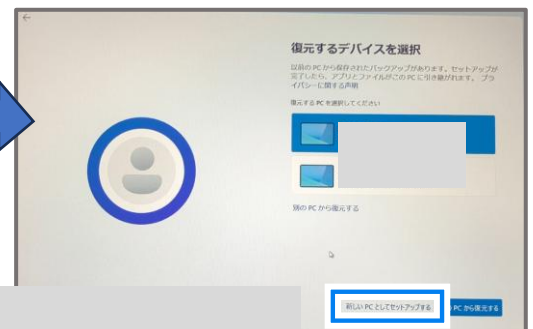 復元するデバイスを選択
以前の PC から保存されたバックアップがあります。セットアップが
完了したら、アプリとファイルがこの PC に引き継がれます。 プラ
イバシーに関する声明
復元する PC を選択してください
別の PC から復元する
新しい PC としてセットアップする
PC から復元する